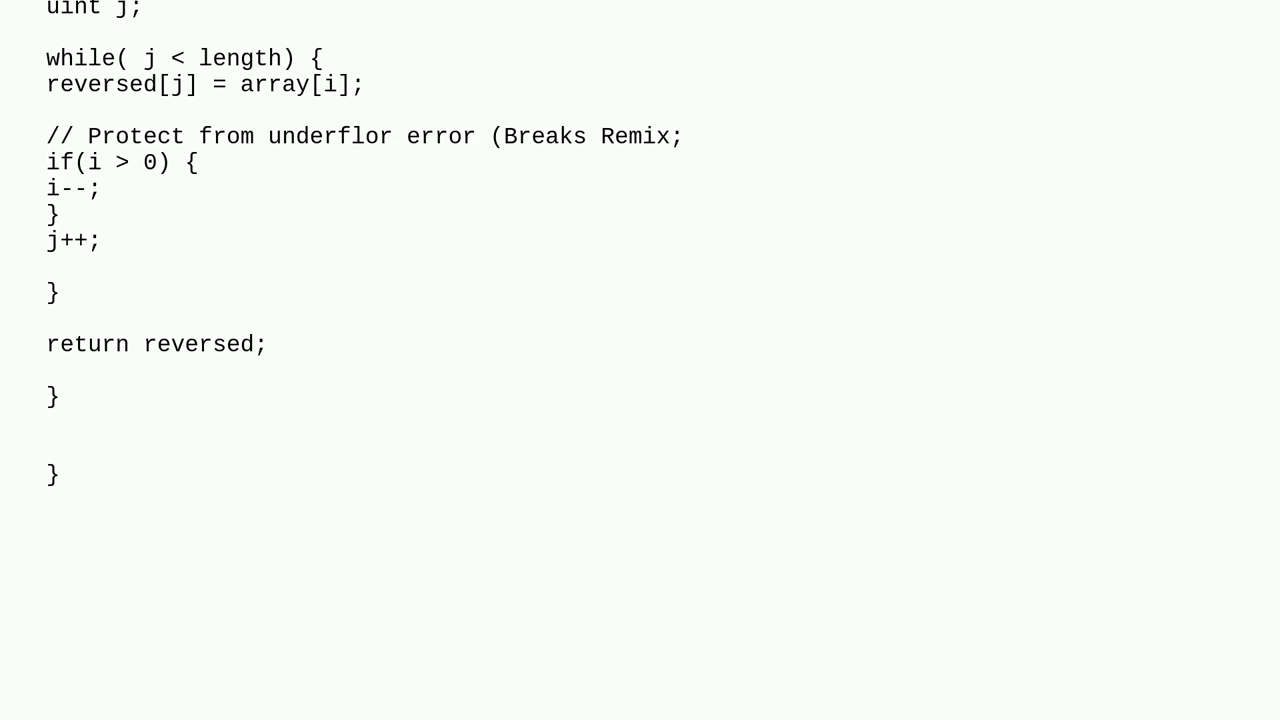 uint j;
while( j < length) {
reversed[j] = array[i];
// Protect from underflor error (Breaks Remix;
if(i > 0) {
i--;
}
j++;
}
return reversed;
}
}